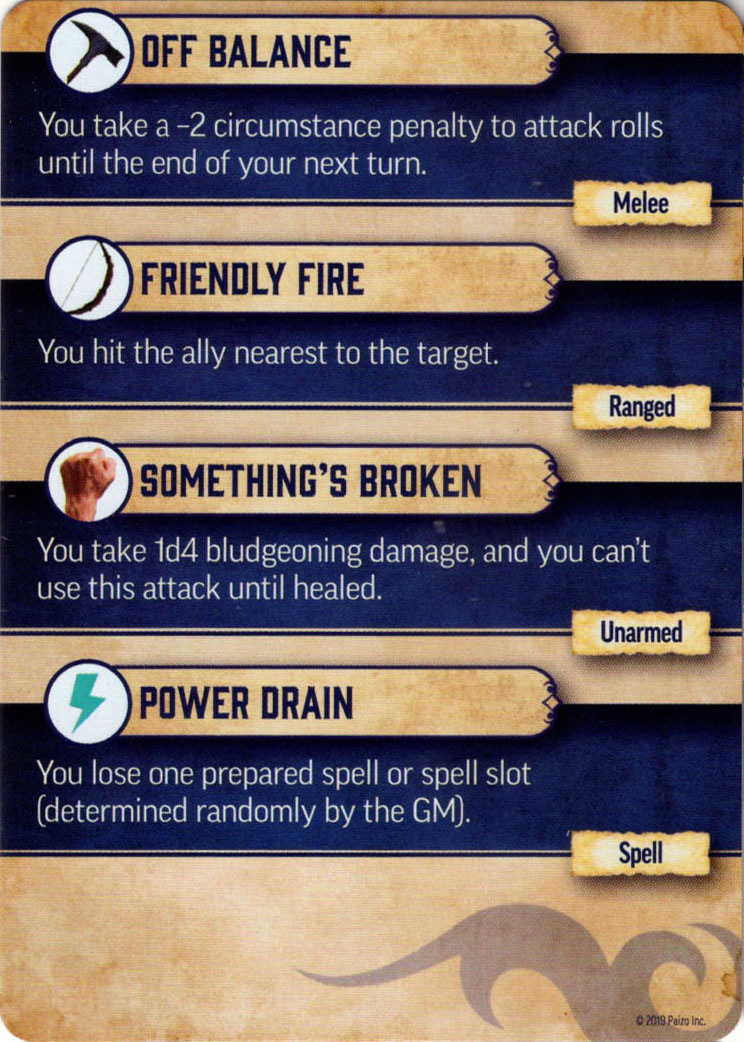 OFF BALANCE
You take a –2 circumstance penalty to attack rolls
until the end of your next turn.
Melee
FRIENDLY FIRE
You hit the ally nearest to the target.
Ranged
SOMETHING'S BROKEN
You take 1d4 bludgeoning damage, and you can't
use this attack until healed.
Unarmed
POWER DRAIN
You lose one prepared spell or spell slot
(determined randomly by the GM).
Spell
© 2019 Paizo Inc.